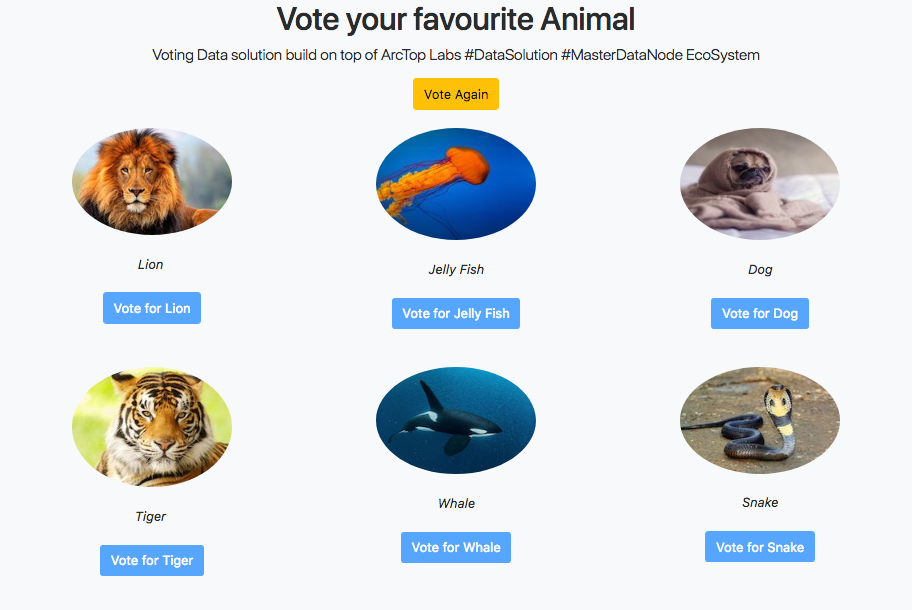 Vote your favourite Animal
Voting Data solution build on top of ArcTop Labs #DataSolution #MasterDataNode EcoSystem
Vote Again
Lion
Jelly Fish
Dog
Vote for Lion
Vote for Jelly Fish
Vote for Dog
Tiger
Whale
Snake
Vote for Tiger
Vote for Whale
Vote for Snake